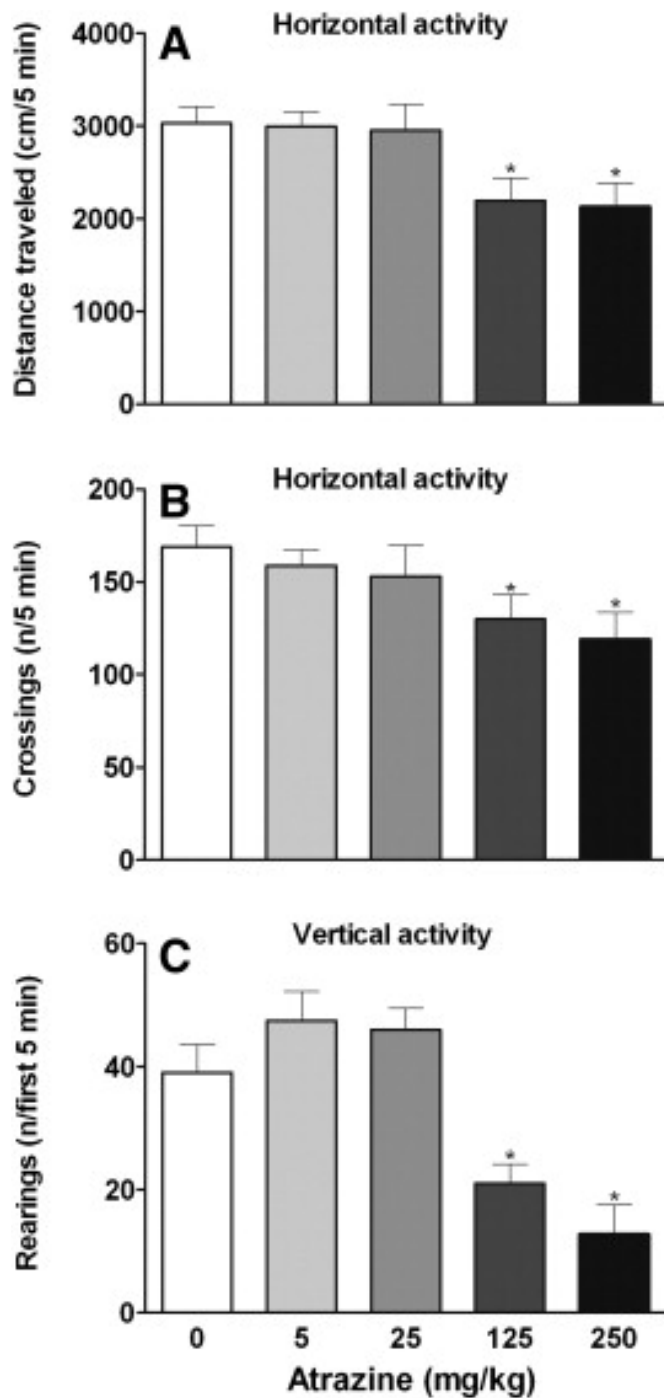 A
Horizontal activity
Distance traveled (cm/5 min)
4000
3000
2000
1000
0
*
*
B
Horizontal activity
Crossings (n/5 min)
200
150
100
50
0
*
*
C
Vertical activity
Rearings (n/first 5 min)
60
40
20
0
*
*
0 5 25 125 250
Atrazine (mg/kg)